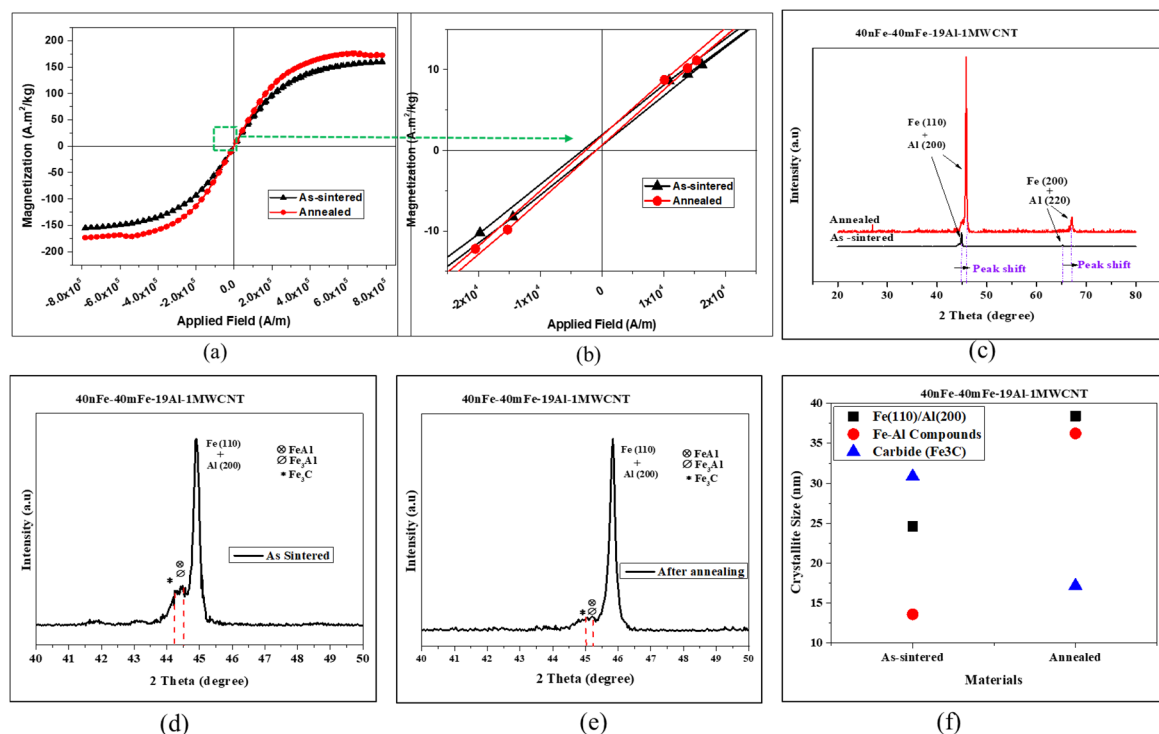 200
150
100
50
0
-50
-100
-150
-200
Magnetization (A.m²/kg)
As-sintered
Annealed
-8.0x10⁵
-6.0x10⁵
-4.0x10⁵
-2.0x10⁵
0.0
2.0x10⁵
4.0x10⁵
6.0x10⁵
8.0x10⁵
Applied Field (A/m)
(a)
10
0
-10
Magnetization (A.m²/kg)
As-sintered
Annealed
-2x10⁴
-1x10⁴
0
1x10⁴
2x10⁴
Applied Field (A/m)
(b)
40nFe-40mFe-19Al-1MWCNT
Intensity (a.u)
Fe (110)
+
Al (200)
Fe (200)
+
Al (220)
Annealed
As -sintered
Peak shift
Peak shift
20 30 40 50 60 70 80
2 Theta (degree)
(c)
40nFe-40mFe-19Al-1MWCNT
Intensity (a.u)
Fe (110)
+
Al (200)
⊗ FeAl
∅ Fe₃Al
* Fe₃C
As Sintered
⊗
∅
*
40 41 42 43 44 45 46 47 48 49 50
2 Theta (degree)
(d)
40nFe-40mFe-19Al-1MWCNT
Intensity (a.u)
⊗ FeAl
∅ Fe₃Al
* Fe₃C
Fe (110)
+
Al (200)
After annealing
⊗
∅
*
40 41 42 43 44 45 46 47 48 49 50
2 Theta (degree)
(e)
40nFe-40mFe-19Al-1MWCNT
Fe(110)/Al(200)
Fe-Al Compounds
Carbide (Fe3C)
Crystallite Size (nm)
40
35
30
25
20
15
10
As-sintered
Annealed
Materials
(f)